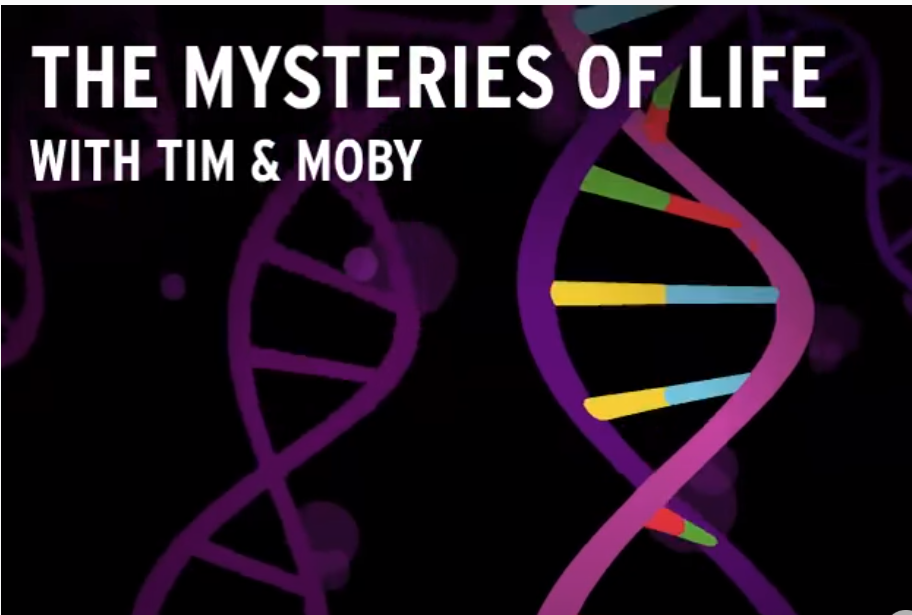 THE MYSTERIES OF LIFE
WITH TIM & MOBY